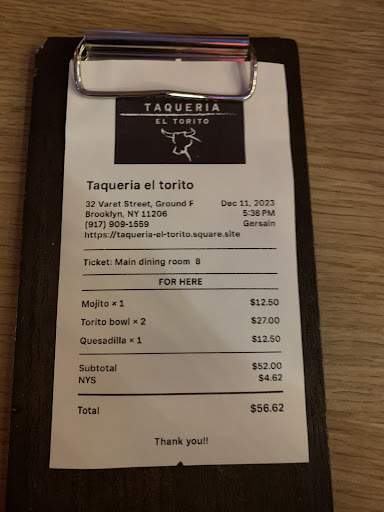 TAQUERIA
EL TORITO
Taqueria el torito
32 Varet Street, Ground F Dec 11, 2023
Brooklyn, NY 11206 5:38 PM
(917) 909-1559 Gersain
https://taqueria-el-torito.square.site
Ticket: Main dining room 8
FOR HERE
Mojito × 1 $12.50
Torito bowl × 2 $27.00
Quesadilla × 1 $12.50
Subtotal $52.00
NYS $4.62
Total $56.62
Thank you!!